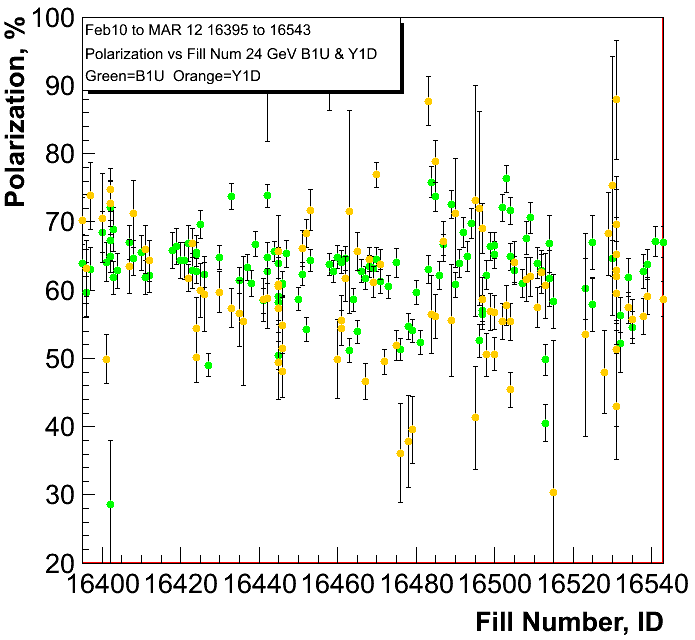 Feb10 to MAR 12 16395 to 16543
Polarization vs Fill Num 24 GeV B1U & Y1D
Green=B1U Orange=Y1D
Polarization, %
100
90
80
70
60
50
40
30
20
16400 16420 16440 16460 16480 16500 16520 16540
Fill Number, ID